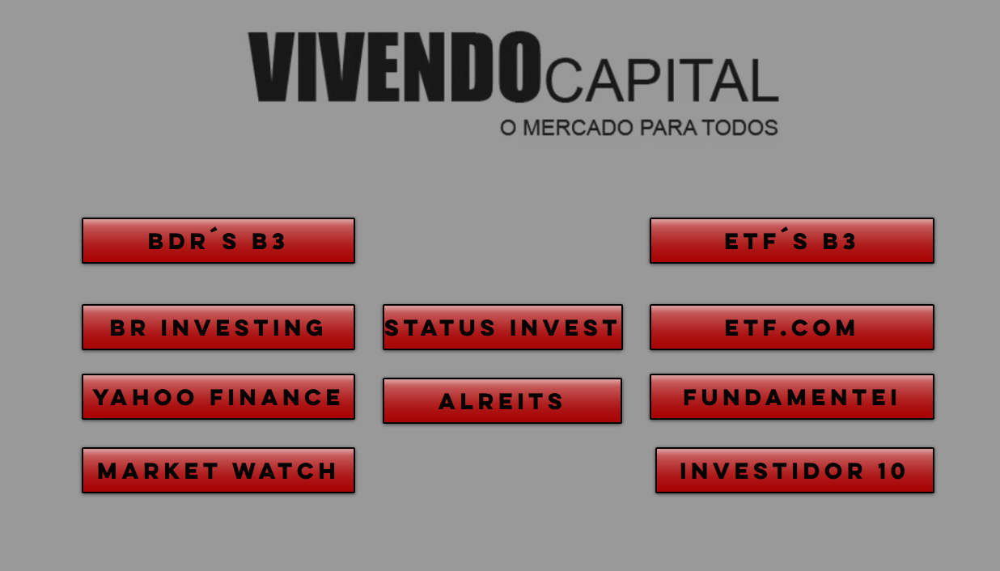 VIVENDOCAPITAL
O MERCADO PARA TODOS
BDR´S B3
ETF´S B3
BR INVESTING
STATUS INVEST
ETF.COM
YAHOO FINANCE
ALREITS
FUNDAMENTEI
MARKET WATCH
INVESTIDOR 10